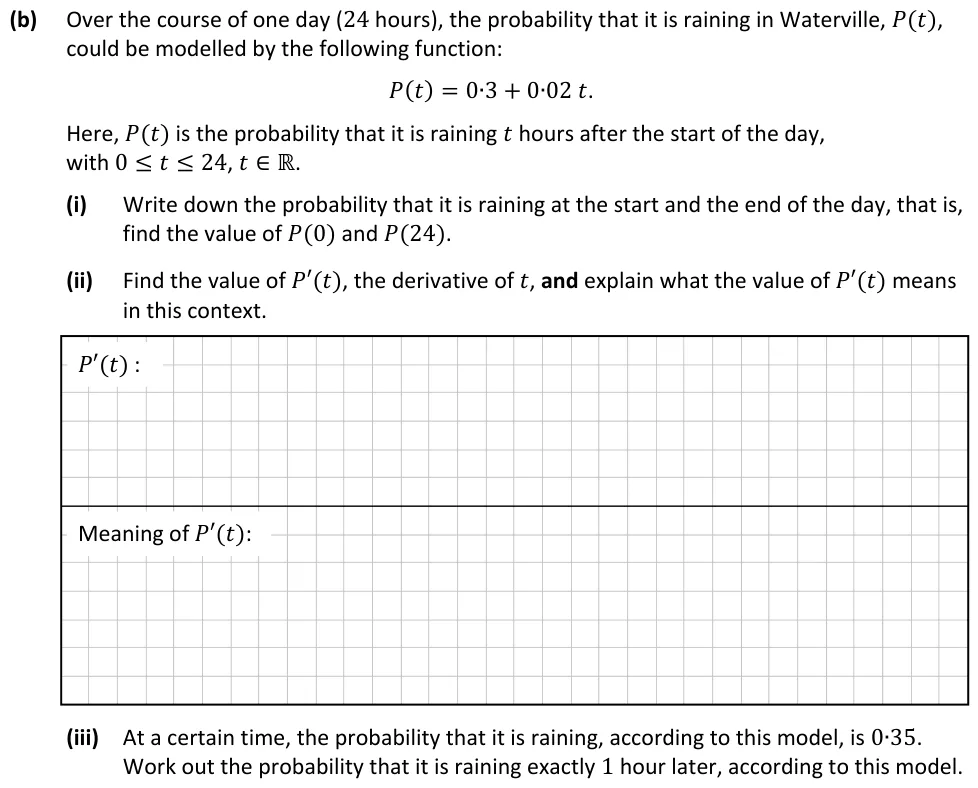 (b) Over the course of one day (24 hours), the probability that it is raining in Waterville, P(t),
could be modelled by the following function:
P(t) = 0·3 + 0·02 t.
Here, P(t) is the probability that it is raining t hours after the start of the day,
with 0 ≤ t ≤ 24, t ∈ ℝ.
(i) Write down the probability that it is raining at the start and the end of the day, that is,
find the value of P(0) and P(24).
(ii) Find the value of P′(t), the derivative of t, and explain what the value of P′(t) means
in this context.
P′(t) :
Meaning of P′(t):
(iii) At a certain time, the probability that it is raining, according to this model, is 0·35.
Work out the probability that it is raining exactly 1 hour later, according to this model.